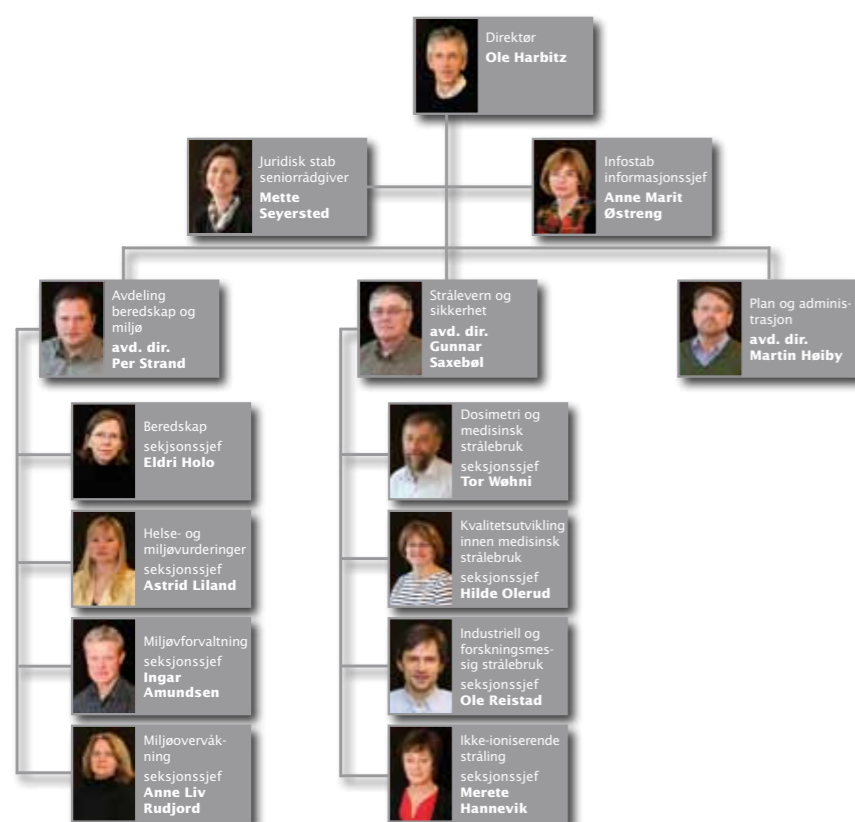 Direktør
Ole Harbitz
Juridisk stab
seniorrådgiver
Mette
Seyersted
Infostab
informasjonssjef
Anne Marit
Østreng
Avdeling
beredskap og
miljø
avd. dir.
Per Strand
Strålevern og
sikkerhet
avd. dir.
Gunnar
Saxebøl
Plan og adminis-
trasjon
avd. dir.
Martin Høiby
Beredskap
sekjsonssjef
Eldri Holo
Helse- og
miljøvurderinger
seksjonssjef
Astrid Liland
Miljøvforvaltning
seksjonssjef
Ingar
Amundsen
Miljøovervåk-
ning
seksjonssjef
Anne Liv
Rudjord
Dosimetri og
medisinsk
strålebruk
seksjonssjef
Tor Wøhni
Kvalitetsutvikling
innen medisinsk
strålebruk
seksjonssjef
Hilde Olerud
Industriell og
forskningsmes-
sig strålebruk
seksjonssjef
Ole Reistad
Ikke-ioniserende
stråling
seksjonssjef
Merete
Hannevik